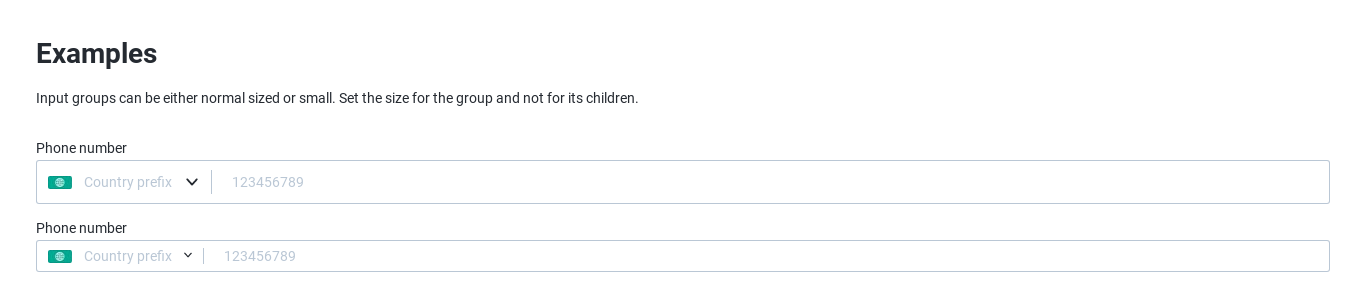 Examples
Input groups can be either normal sized or small. Set the size for the group and not for its children.
Phone number
Country prefix 123456789
Phone number
Country prefix 123456789